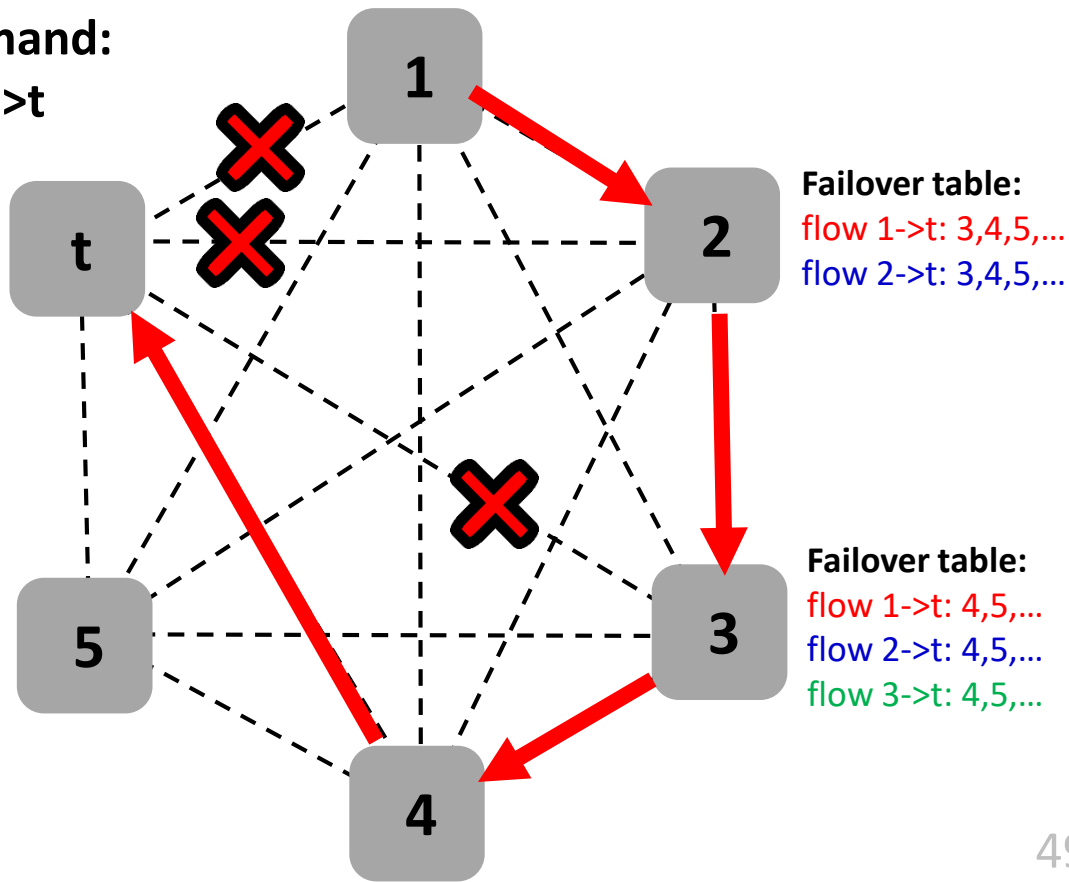 mand:
->t
1
t
2
Failover table:
flow 1->t: 3,4,5,…
flow 2->t: 3,4,5,…
5
3
Failover table:
flow 1->t: 4,5,…
flow 2->t: 4,5,…
flow 3->t: 4,5,…
4
49